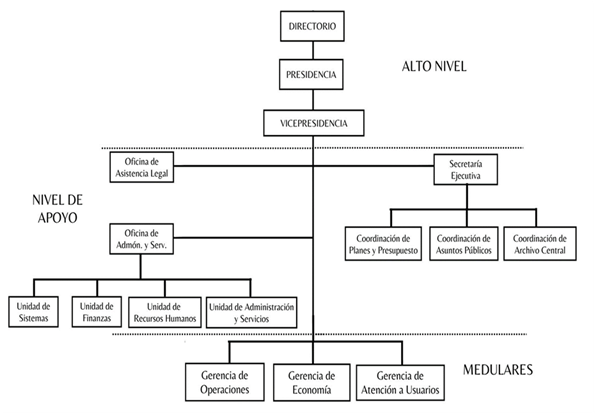 DIRECTORIO
PRESIDENCIA
ALTO NIVEL
VICEPRESIDENCIA
Oficina de
Asistencia Legal
Secretaría
Ejecutiva
NIVEL DE
APOYO
Oficina de
Admón. y Serv.
Coordinación de
Planes y Presupuesto
Coordinación de
Asuntos Públicos
Coordinación de
Archivo Central
Unidad de
Sistemas
Unidad de
Finanzas
Unidad de
Recursos Humanos
Unidad de Administración
y Servicios
Gerencia de
Operaciones
Gerencia de
Economía
Gerencia de
Atención a Usuarios
MEDULARES